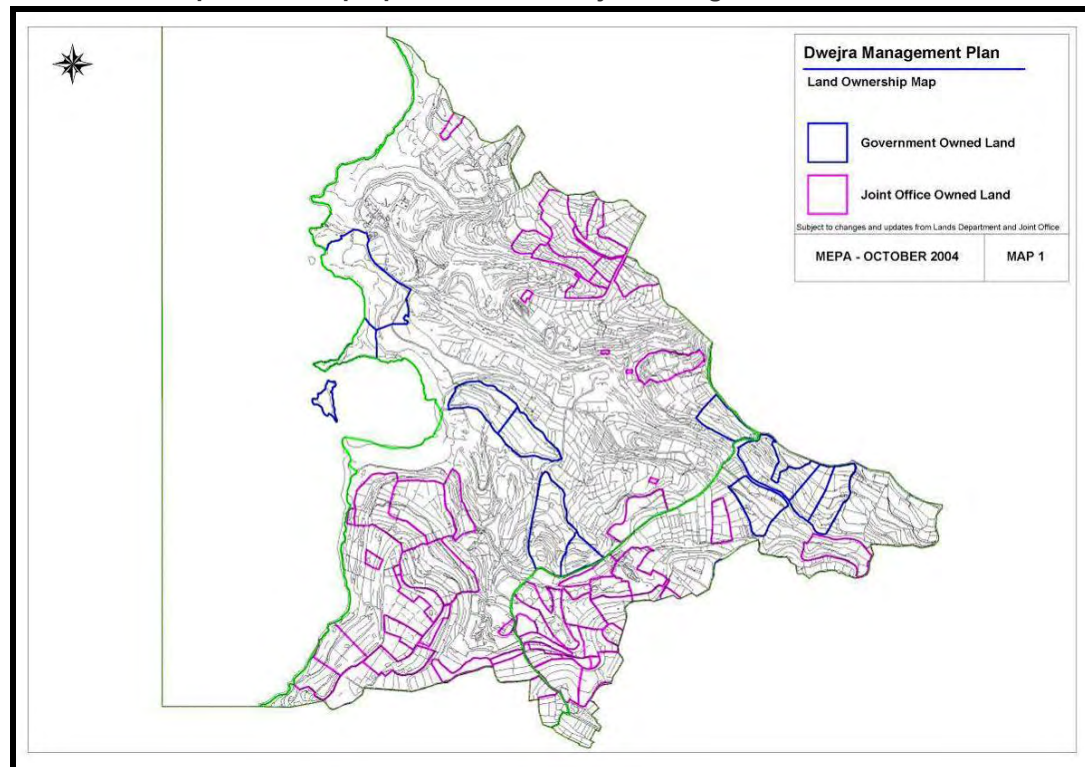 Dwejra Management Plan
Land Ownership Map
Government Owned Land
Joint Office Owned Land
Subject to changes and updates from Lands Department and Joint Office
MEPA - OCTOBER 2004
MAP 1